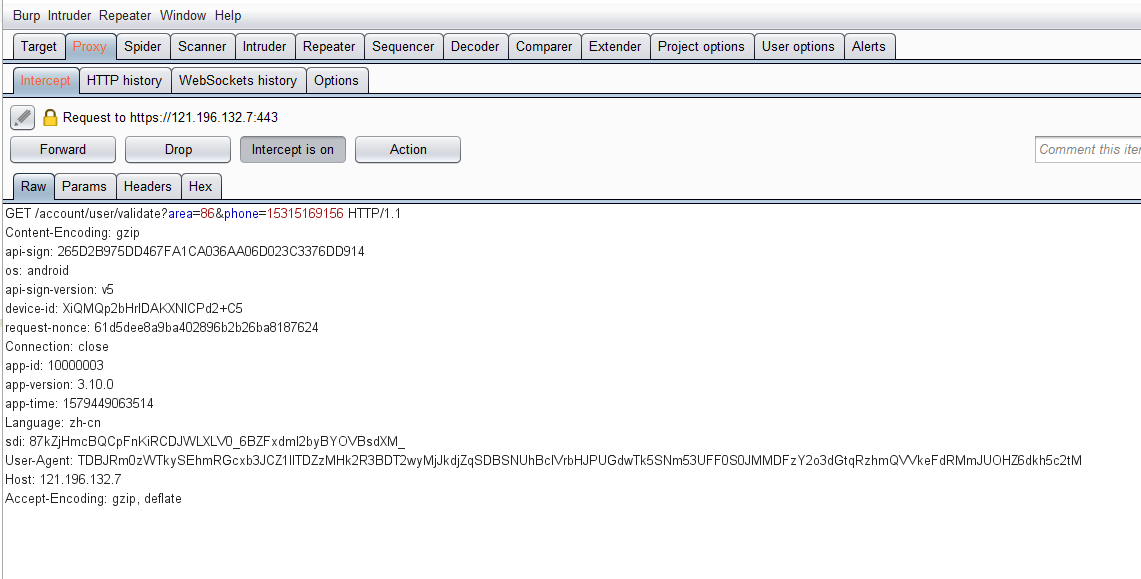 Burp Intruder Repeater Window Help
Target Proxy Spider Scanner Intruder Repeater Sequencer Decoder Comparer Extender Project options User options Alerts
Intercept HTTP history WebSockets history Options
Request to https://121.196.132.7:443
Forward Drop Intercept is on Action Comment this iter
Raw Params Headers Hex
GET /account/user/validate?area=86&phone=15315169156 HTTP/1.1
Content-Encoding: gzip
api-sign: 265D2B975DD467FA1CA036AA06D023C3376DD914
os: android
api-sign-version: v5
device-id: XiQMQp2bHrIDAKXNICPd2+C5
request-nonce: 61d5dee8a9ba402896b2b26ba8187624
Connection: close
app-id: 10000003
app-version: 3.10.0
app-time: 1579449063514
Language: zh-cn
sdi: 87kZjHmcBQCpFnKiRCDJWLXLV0_6BZFxdmI2byBYOVBsdXM_
User-Agent: TDBJRm0zWTkySEhmRGcxb3JCZ1lITDZzMHk2R3BDT2wyMjJkdjZqSDBSNUhBclVrbHJPUGdwTk5SNm53UFF0S0JMMDFzY2o3dGtqRzhmQVVkeFdRMmJUOHZ6dkh5c2tM
Host: 121.196.132.7
Accept-Encoding: gzip, deflate